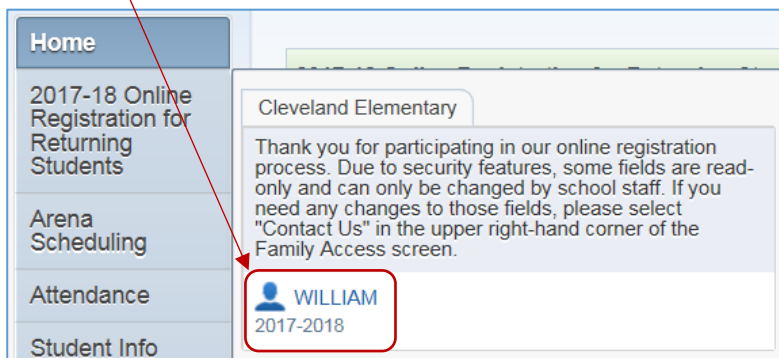 Home
2017-18 Online
Registration for
Returning
Students
Arena
Scheduling
Attendance
Student Info
Cleveland Elementary
Thank you for participating in our online registration
process. Due to security features, some fields are read-
only and can only be changed by school staff. If you
need any changes to those fields, please select
"Contact Us" in the upper right-hand corner of the
Family Access screen.
WILLIAM
2017-2018